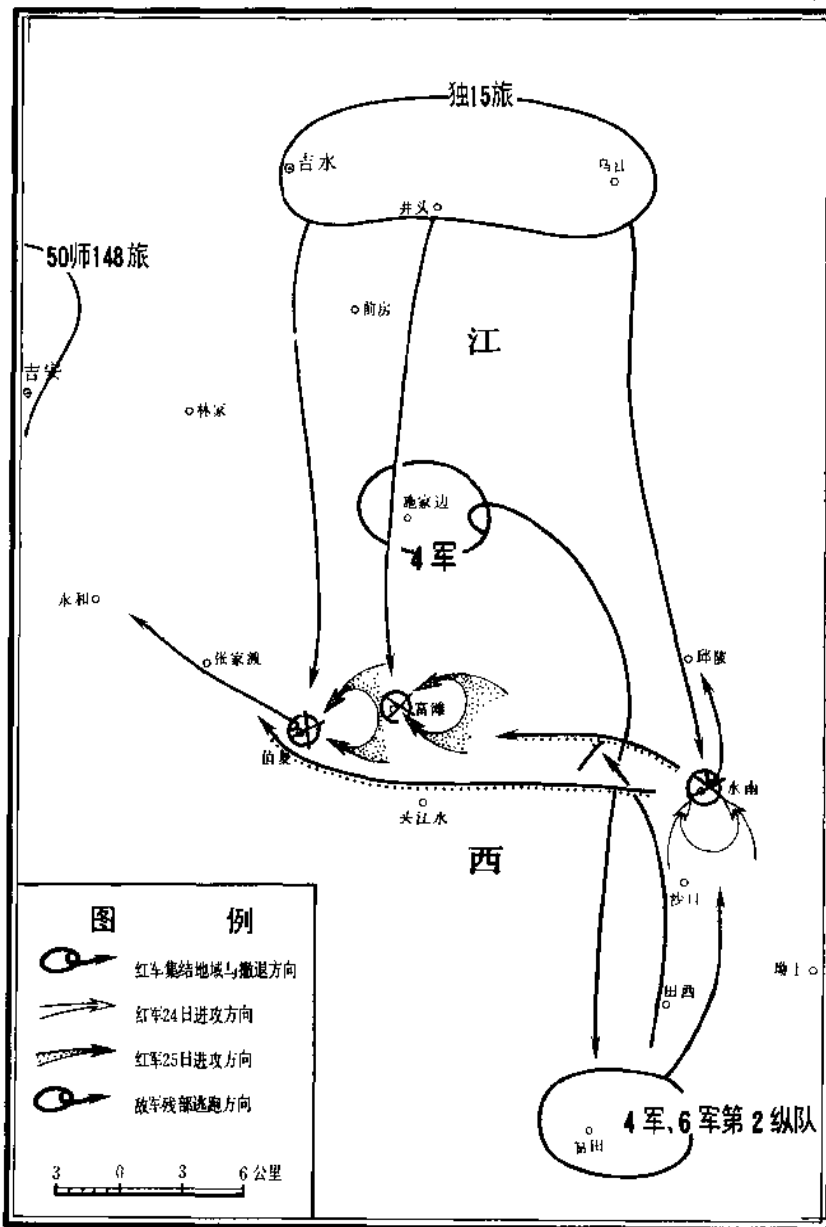 独15旅
吉水
乌江
井头
50师148旅
前房
江
吉安
林家
施家边
4军
永和
张家渡
邱陂
富滩
伯夏
水南
头江水
西
沙口
图 例
红军集结地域与撤退方向
红军24日进攻方向
红军25日进攻方向
敌军残部逃跑方向
田西
4军、6军第2纵队
3 0 3 6公里